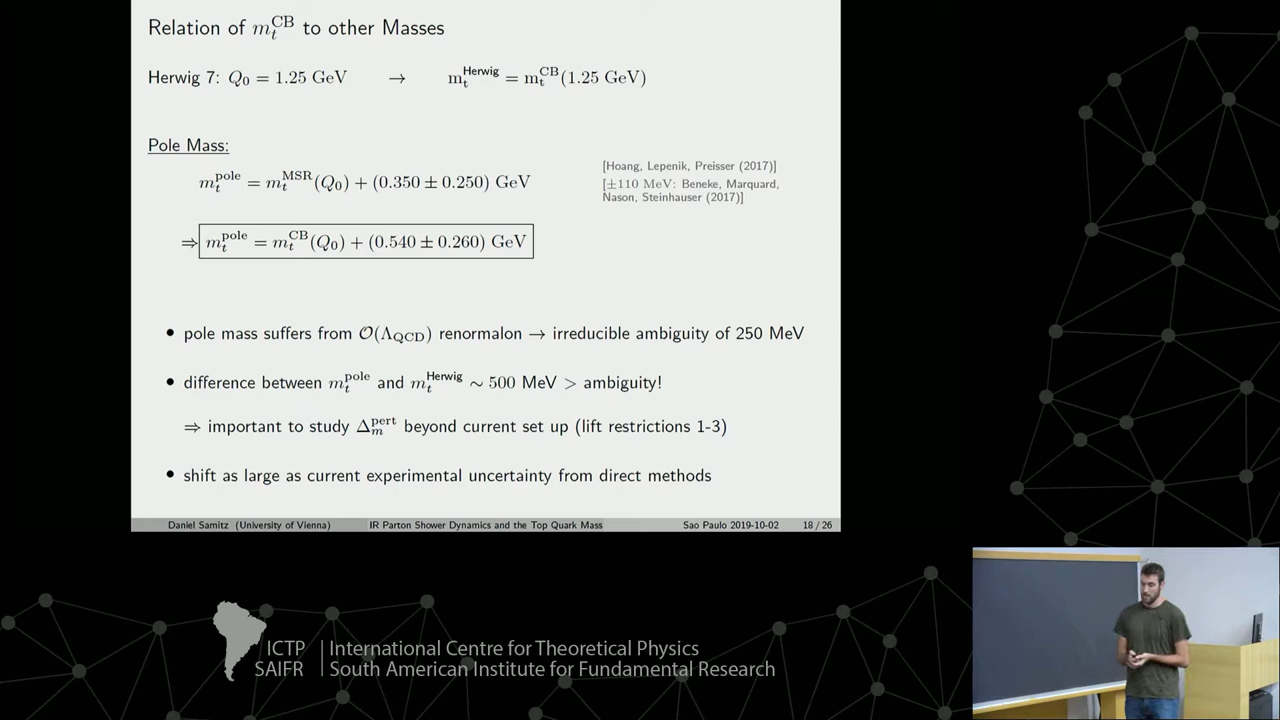 Relation of m_t^CB to other Masses
Herwig 7: Q₀ = 1.25 GeV → m_t^Herwig = m_t^CB(1.25 GeV)
Pole Mass:
[Hoang, Lepenik, Preisser (2017)]
m_t^pole = m_t^MSR(Q₀) + (0.350 ± 0.250) GeV
[±110 MeV: Beneke, Marquard,
Nason, Steinhauser (2017)]
⇒ m_t^pole = m_t^CB(Q₀) + (0.540 ± 0.260) GeV
• pole mass suffers from 𝒪(Λ_QCD) renormalon → irreducible ambiguity of 250 MeV
• difference between m_t^pole and m_t^Herwig ∼ 500 MeV > ambiguity!
⇒ important to study Δ_m^pert beyond current set up (lift restrictions 1-3)
• shift as large as current experimental uncertainty from direct methods
Daniel Samitz (University of Vienna) IR Parton Shower Dynamics and the Top Quark Mass Sao Paulo 2019-10-02 18 / 26
ICTP | International Centre for Theoretical Physics
SAIFR | South American Institute for Fundamental Research